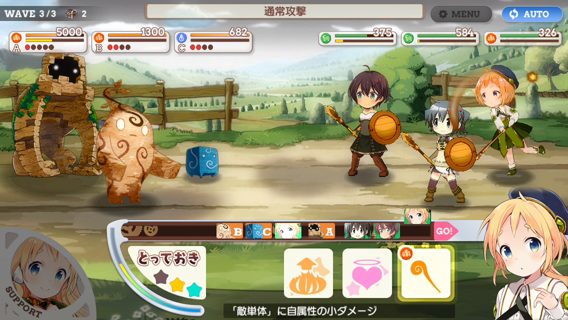 WAVE 3/3 2
通常攻撃
MENU
AUTO
5000
A
1300
B
682
C
375
584
326
B C A GO!
とっておき
SUPPORT
「敵単体」に自属性の小ダメージ